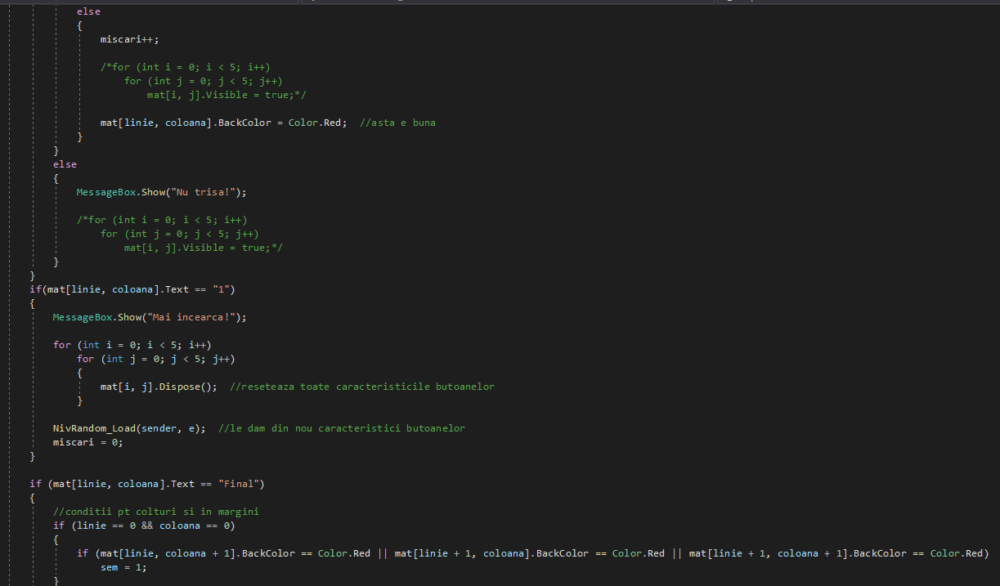 else
{
miscari++;
/*for (int i = 0; i < 5; i++)
for (int j = 0; j < 5; j++)
mat[i, j].Visible = true;*/
mat[linie, coloana].BackColor = Color.Red;  //asta e buna
}
}
else
{
MessageBox.Show("Nu trisa!");
/*for (int i = 0; i < 5; i++)
for (int j = 0; j < 5; j++)
mat[i, j].Visible = true;*/
}
}
if(mat[linie, coloana].Text == "1")
{
MessageBox.Show("Mai incearca!");
for (int i = 0; i < 5; i++)
for (int j = 0; j < 5; j++)
{
mat[i, j].Dispose();  //reseteaza toate caracteristicile butoanelor
}
NivRandom_Load(sender, e);  //le dam din nou caracteristici butoanelor
miscari = 0;
}
if (mat[linie, coloana].Text == "Final")
{
//conditii pt colturi si in margini
if (linie == 0 && coloana == 0)
{
if (mat[linie, coloana + 1].BackColor == Color.Red || mat[linie + 1, coloana].BackColor == Color.Red || mat[linie + 1, coloana + 1].BackColor == Color.Red)
sem = 1;
}